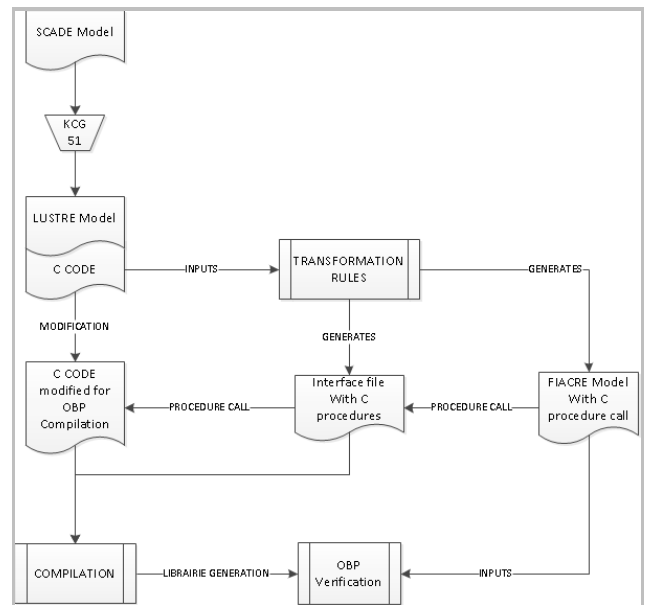 SCADE Model
KCG
51
LUSTRE Model
C CODE
INPUTS
TRANSFORMATION
RULES
GENERATES
MODIFICATION
GENERATES
C CODE
modified for
OBP
Compilation
PROCEDURE CALL
Interface file
With C
procedures
PROCEDURE CALL
FIACRE Model
With C
procedure call
COMPILATION
LIBRAIRIE GENERATION
OBP
Verification
INPUTS